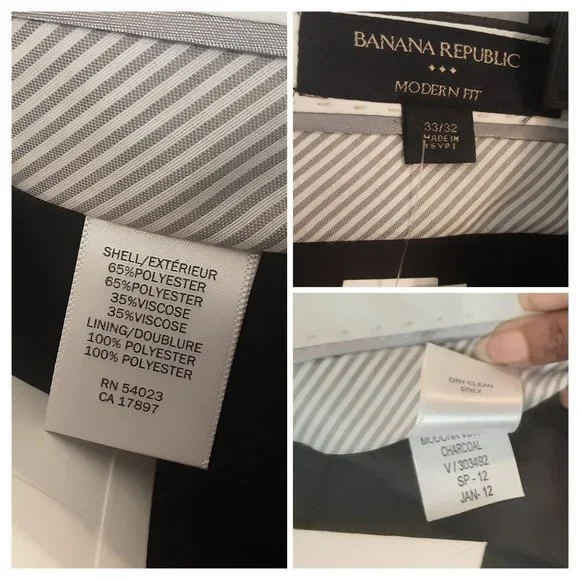 SHELL/EXTÉRIEUR
65%POLYESTER
65%POLYESTER
35%VISCOSE
35%VISCOSE
LINING/DOUBLURE
100% POLYESTER
100% POLYESTER
RN 54023
CA 17897
BANANA REPUBLIC
MODERN FIT
33/32
MADE IN
EGYPT
DRY CLEAN
ONLY
CHARCOAL
V / 303492
SP - 12
JAN- 12